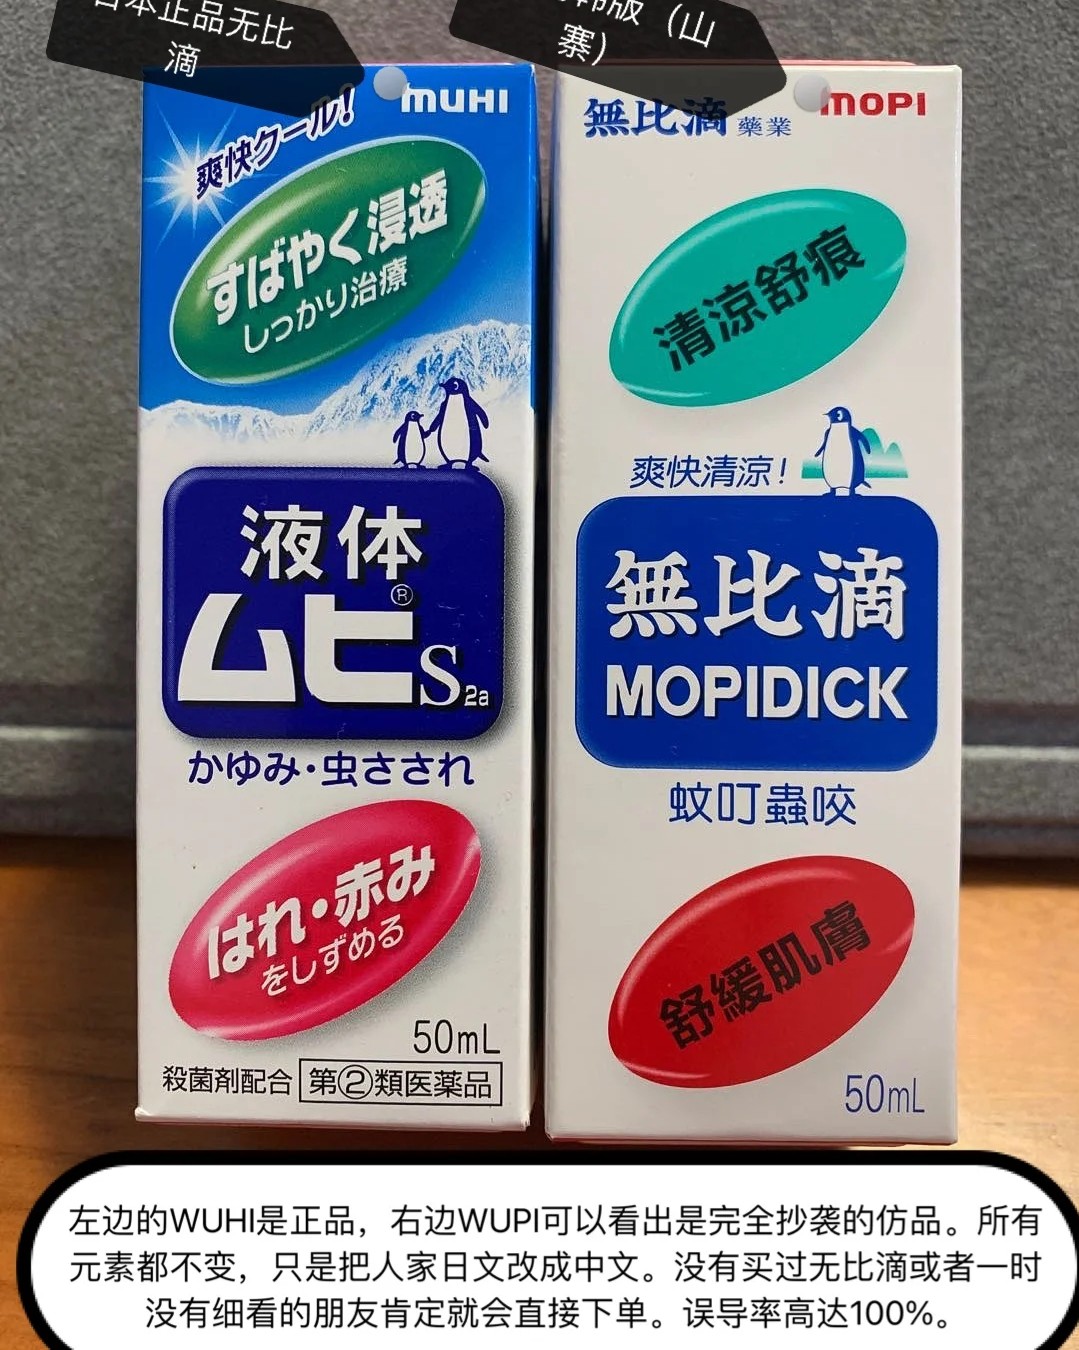 日本正品无比
滴
版（山
寨）
爽快クール!
muHI
すばやく浸透
しっかり治療
液体
ムヒ®S2a
かゆみ・虫さされ
はれ・赤み
をしずめる
50mL
殺菌剤配合 第②類医薬品
無比滴 藥業 mOPI
清涼舒痕
爽快清涼!
無比滴
MOPIDICK
蚊叮蟲咬
舒緩肌膚
50mL
左边的WUHI是正品，右边WUPI可以看出是完全抄袭的仿品。所有
元素都不变，只是把人家日文改成中文。没有买过无比滴或者一时
没有细看的朋友肯定就会直接下单。误导率高达100%。